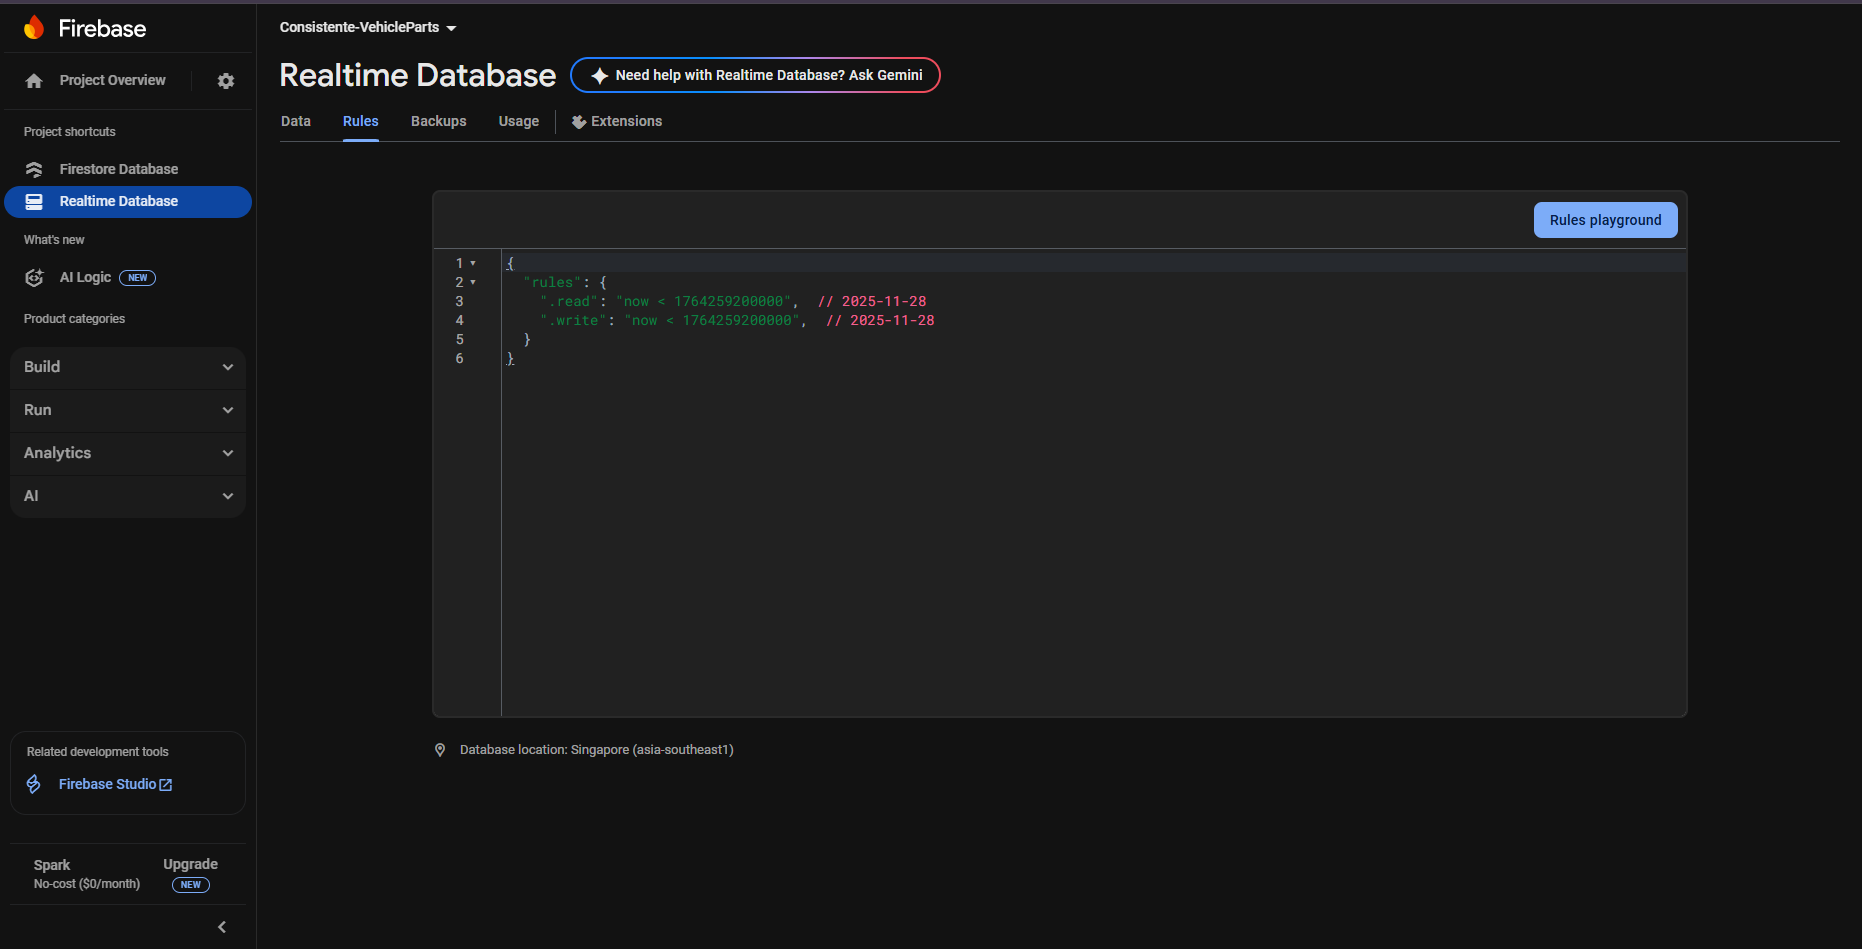 Firebase
Project Overview
Project shortcuts
Firestore Database
Realtime Database
What's new
AI Logic NEW
Product categories
Build
Run
Analytics
AI
Related development tools
Firebase Studio
Spark
No-cost ($0/month)
Upgrade
NEW
Consistente-VehicleParts
Realtime Database
Need help with Realtime Database? Ask Gemini
Data Rules Backups Usage Extensions
Rules playground
1 {
2 "rules": {
3 ".read": "now < 1764259200000", // 2025-11-28
4 ".write": "now < 1764259200000", // 2025-11-28
5 }
6 }
Database location: Singapore (asia-southeast1)